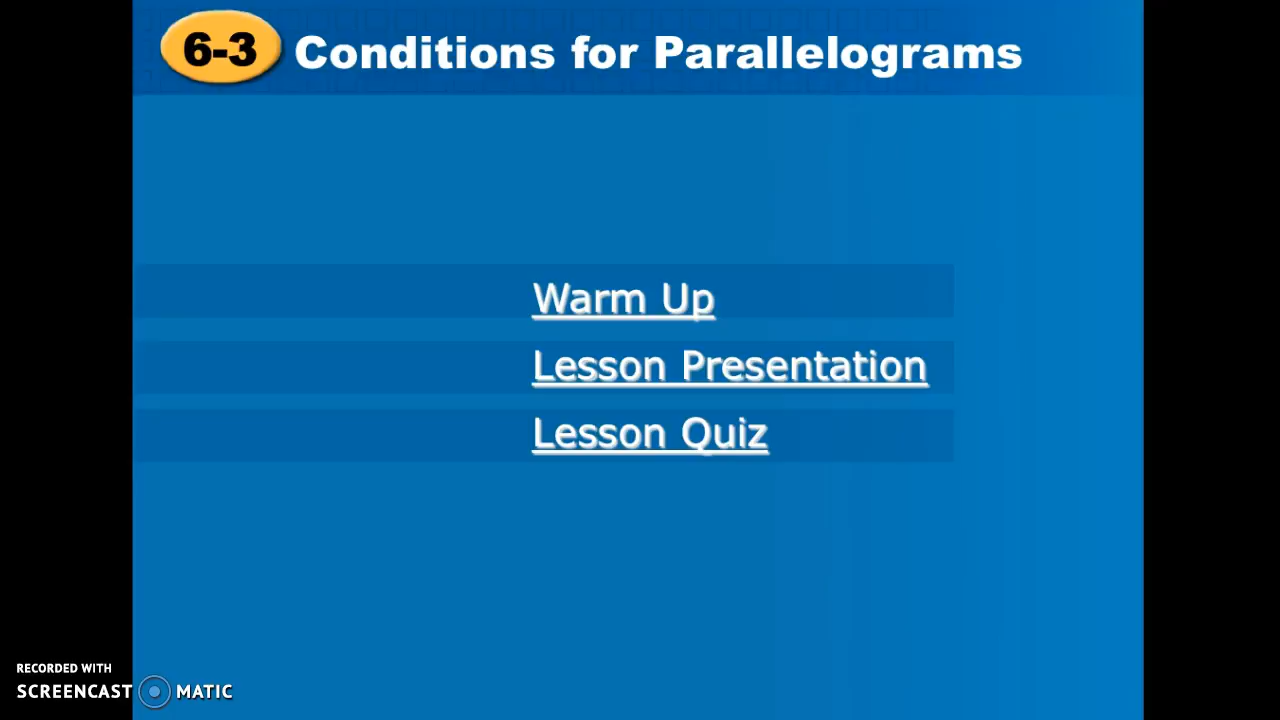 6-3 Conditions for Parallelograms
Warm Up
Lesson Presentation
Lesson Quiz
RECORDED WITH
SCREENCAST MATIC